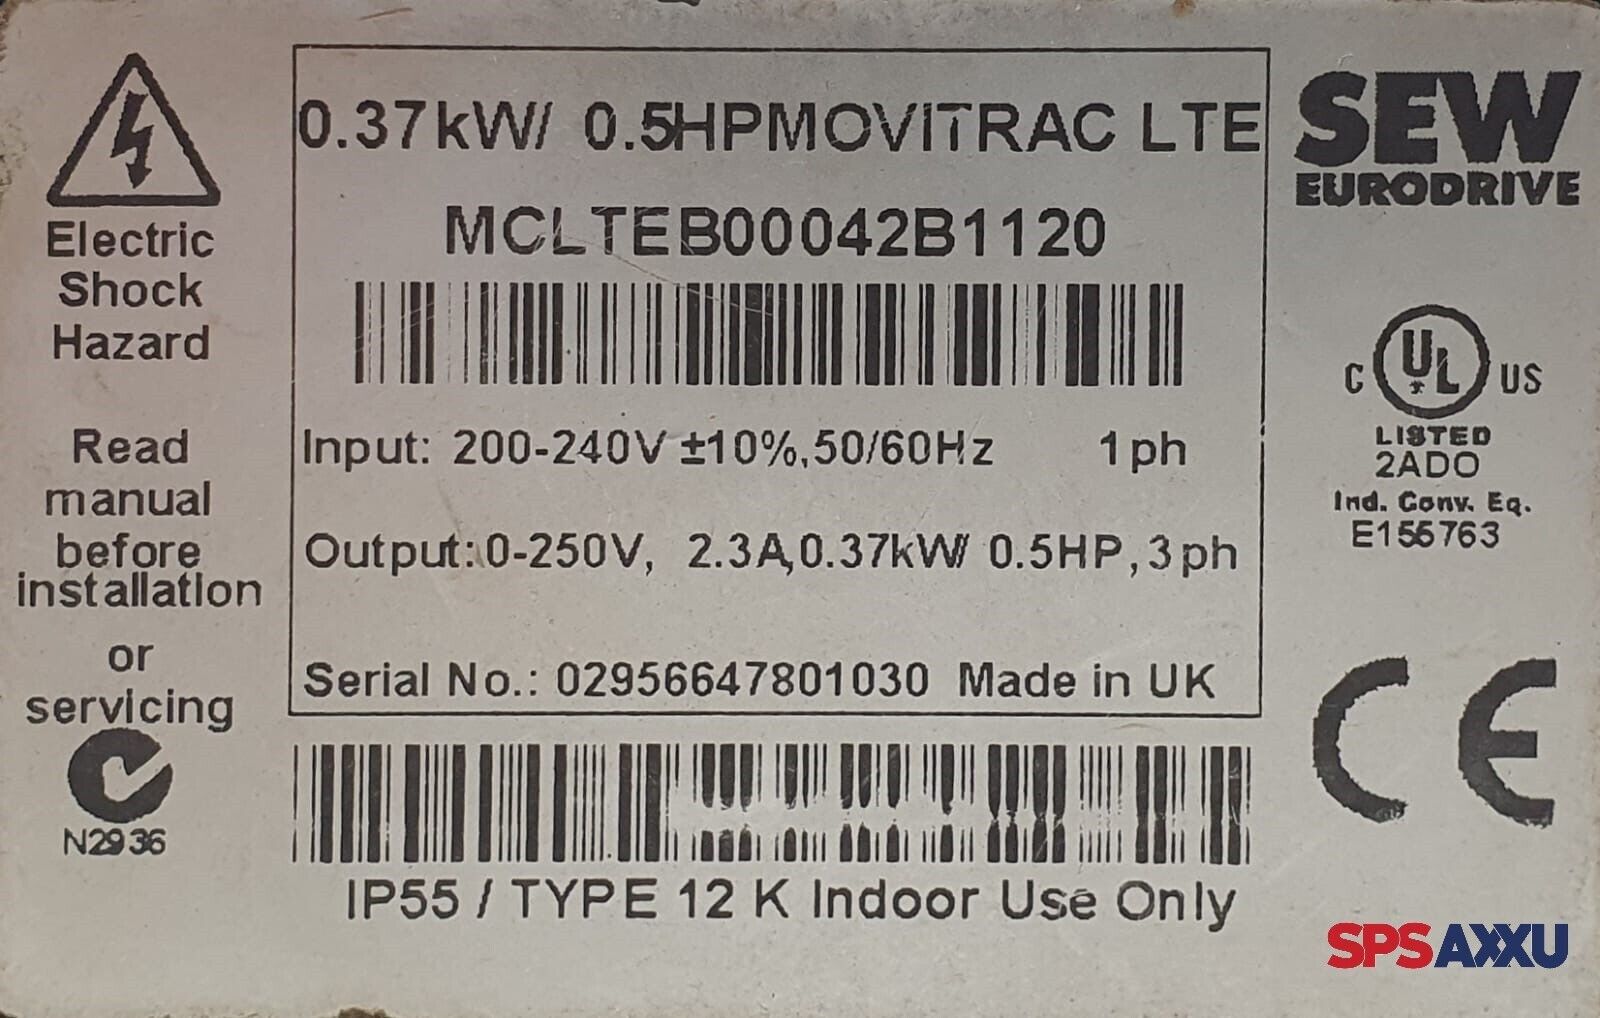 0.37kW/ 0.5HPMOVITRAC LTE
MCLTEB00042B1120
Input: 200-240V ±10%,50/60Hz 1ph
Output: 0-250V, 2.3A,0.37kW/ 0.5HP,3ph
Serial No.: 02956647801030 Made in UK
IP55 / TYPE 12 K Indoor Use Only
Electric
Shock
Hazard
Read
manual
before
installation
or
servicing
N2936
SEW
EURODRIVE
C UL US
LISTED
2ADO
Ind. Conv. Eq.
E155763
CE
SPSAXXU